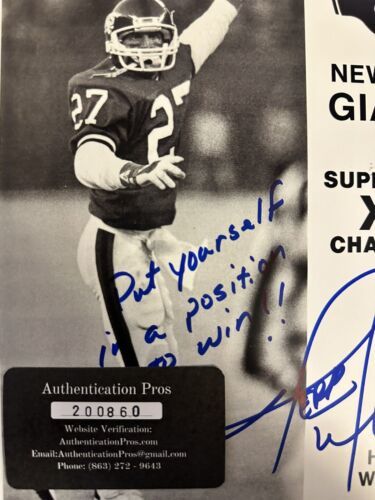 27
27
NEW
GIA
SUPE
X
CHA
Put yourself
in a position
to win!!
H
W
Authentication Pros
200860
Website Verification:
AuthenticationPros.com
Email:AuthenticationPros@gmail.com
Phone: (863) 272 - 9643